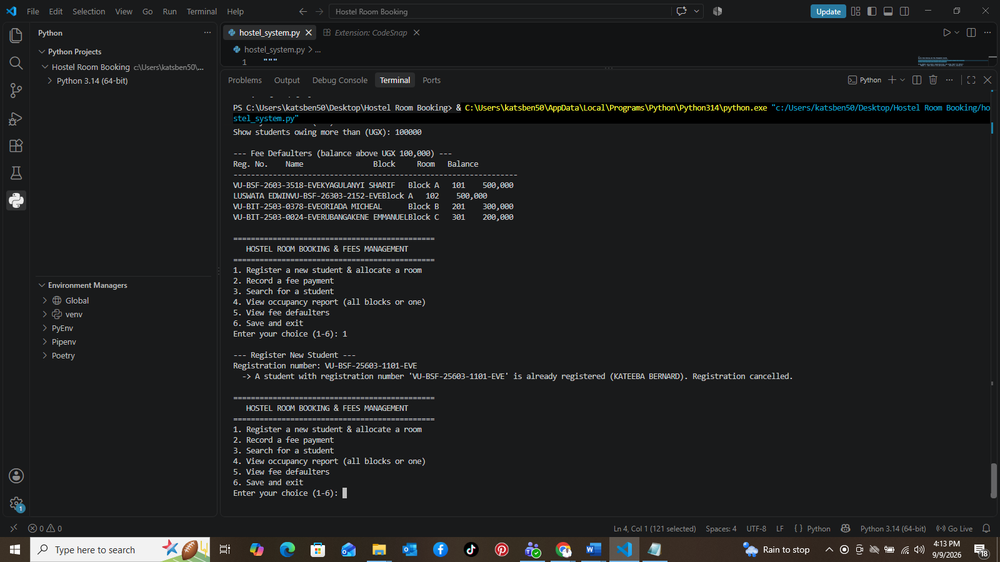 File Edit Selection View Go Run Terminal Help
Hostel Room Booking
Update
Python
Python Projects
Hostel Room Booking c:\Users\katsben50\...
Python 3.14 (64-bit)
Environment Managers
Global
venv
PyEnv
Pipenv
Poetry
hostel_system.py
Extension: CodeSnap
hostel_system.py > ...
1 """
Problems Output Debug Console Terminal Ports
Python
PS C:\Users\katsben50\Desktop\Hostel Room Booking> & C:\Users\katsben50\AppData\Local\Programs\Python\Python314\python.exe "c:/Users/katsben50/Desktop/Hostel Room Booking/ho
stel_system.py"
Show students owing more than (UGX): 100000
--- Fee Defaulters (balance above UGX 100,000) ---
Reg. No. Name Block Room Balance
-----------------------------------------------------------------
VU-BSF-2603-3518-EVEKYAGULANYI SHARIF Block A 101 500,000
LUSWATA EDWINVU-BSF-26303-2152-EVEBlock A 102 500,000
VU-BIT-2503-0378-EVEORIADA MICHEAL Block B 201 300,000
VU-BIT-2503-0024-EVERUBANGAKENE EMMANUELBlock C 301 200,000
==============================================
HOSTEL ROOM BOOKING & FEES MANAGEMENT
==============================================
1. Register a new student & allocate a room
2. Record a fee payment
3. Search for a student
4. View occupancy report (all blocks or one)
5. View fee defaulters
6. Save and exit
Enter your choice (1-6): 1
--- Register New Student ---
Registration number: VU-BSF-25603-1101-EVE
-> A student with registration number 'VU-BSF-25603-1101-EVE' is already registered (KATEEBA BERNARD). Registration cancelled.
==============================================
HOSTEL ROOM BOOKING & FEES MANAGEMENT
==============================================
1. Register a new student & allocate a room
2. Record a fee payment
3. Search for a student
4. View occupancy report (all blocks or one)
5. View fee defaulters
6. Save and exit
Enter your choice (1-6):
1
0 0
Ln 4, Col 1 (121 selected) Spaces: 4 UTF-8 LF { } Python Python 3.14 (64-bit) Go Live
Type here to search
Rain to stop
4:13 PM
9/9/2026
18